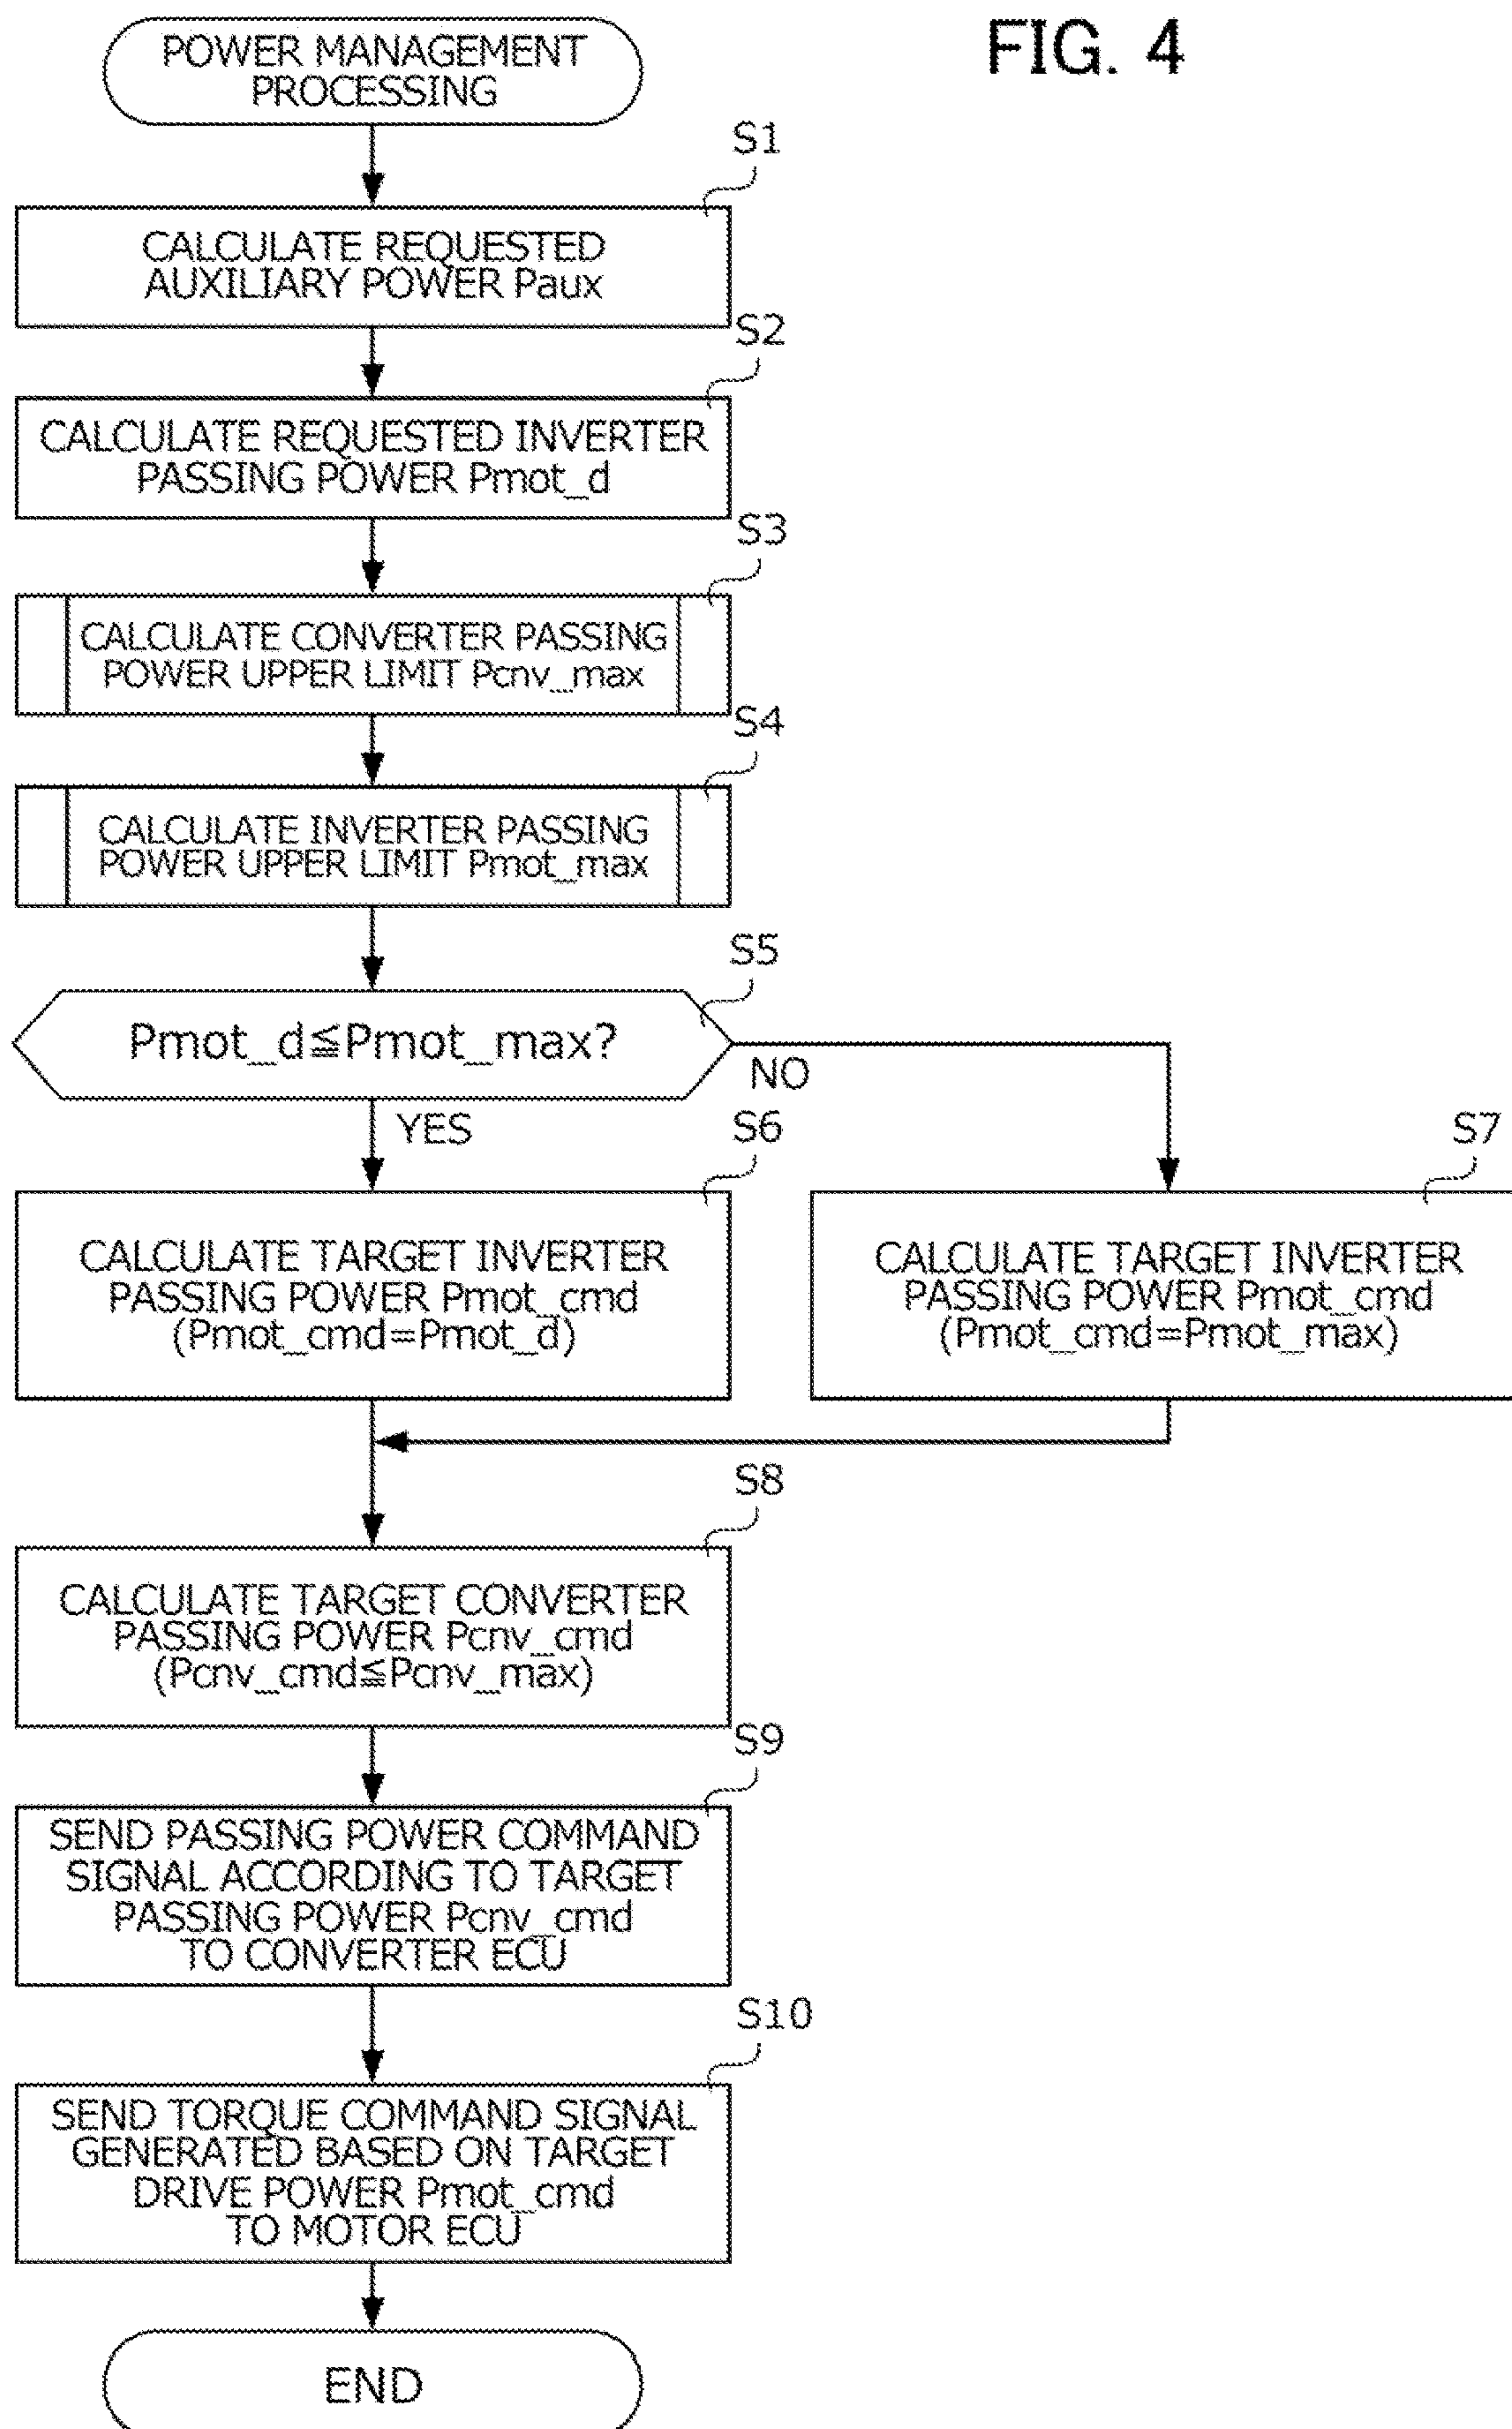 FIG. 4
POWER MANAGEMENT
PROCESSING
S1
CALCULATE REQUESTED
AUXILIARY POWER Paux
S2
CALCULATE REQUESTED INVERTER
PASSING POWER Pmot_d
S3
CALCULATE CONVERTER PASSING
POWER UPPER LIMIT Pcnv_max
S4
CALCULATE INVERTER PASSING
POWER UPPER LIMIT Pmot_max
S5
Pmot_d≦Pmot_max?
NO
YES
S6
CALCULATE TARGET INVERTER
PASSING POWER Pmot_cmd
(Pmot_cmd=Pmot_d)
S7
CALCULATE TARGET INVERTER
PASSING POWER Pmot_cmd
(Pmot_cmd=Pmot_max)
S8
CALCULATE TARGET CONVERTER
PASSING POWER Pcnv_cmd
(Pcnv_cmd≦Pcnv_max)
S9
SEND PASSING POWER COMMAND
SIGNAL ACCORDING TO TARGET
PASSING POWER Pcnv_cmd
TO CONVERTER ECU
S10
SEND TORQUE COMMAND SIGNAL
GENERATED BASED ON TARGET
DRIVE POWER Pmot_cmd
TO MOTOR ECU
END